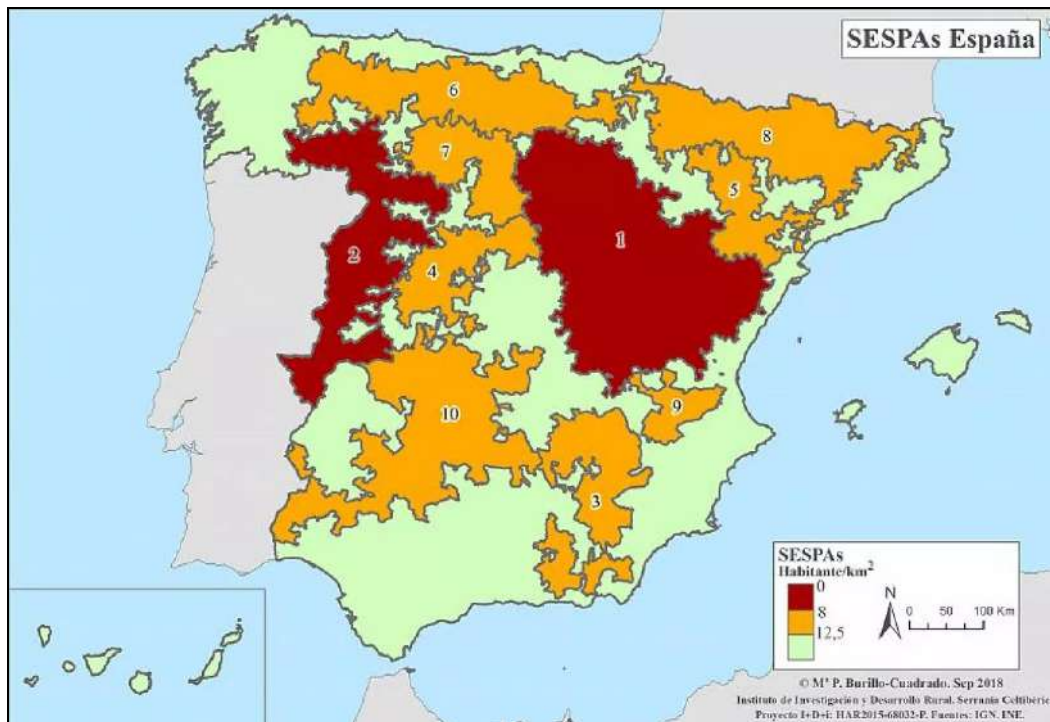 SESPAs España
6
8
7
5
1
2
4
9
10
3
SESPAs
Habitante/km²
0
8
12,5
N
0 50 100 Km
© Mª P. Burillo-Cuadrado. Sep 2018
Instituto de Investigación y Desarrollo Rural. Serranía Celtibéric
Proyecto I+D+i: HAR2015-68032-P. Fuentes: IGN. INE.